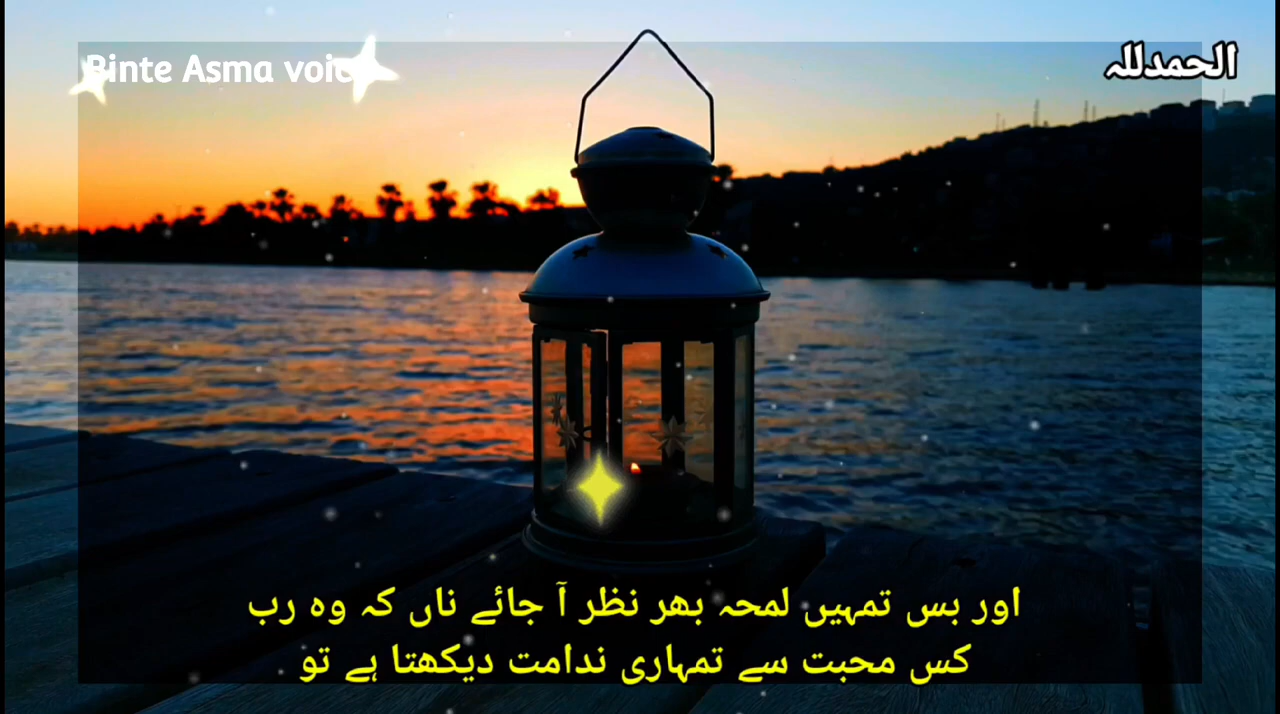 Binte Asma voice
الحمدللہ
اور بس تمہیں لمحہ بھر نظر آ جائے ناں کہ وہ رب
کس محبت سے تمہاری ندامت دیکھتا ہے تو